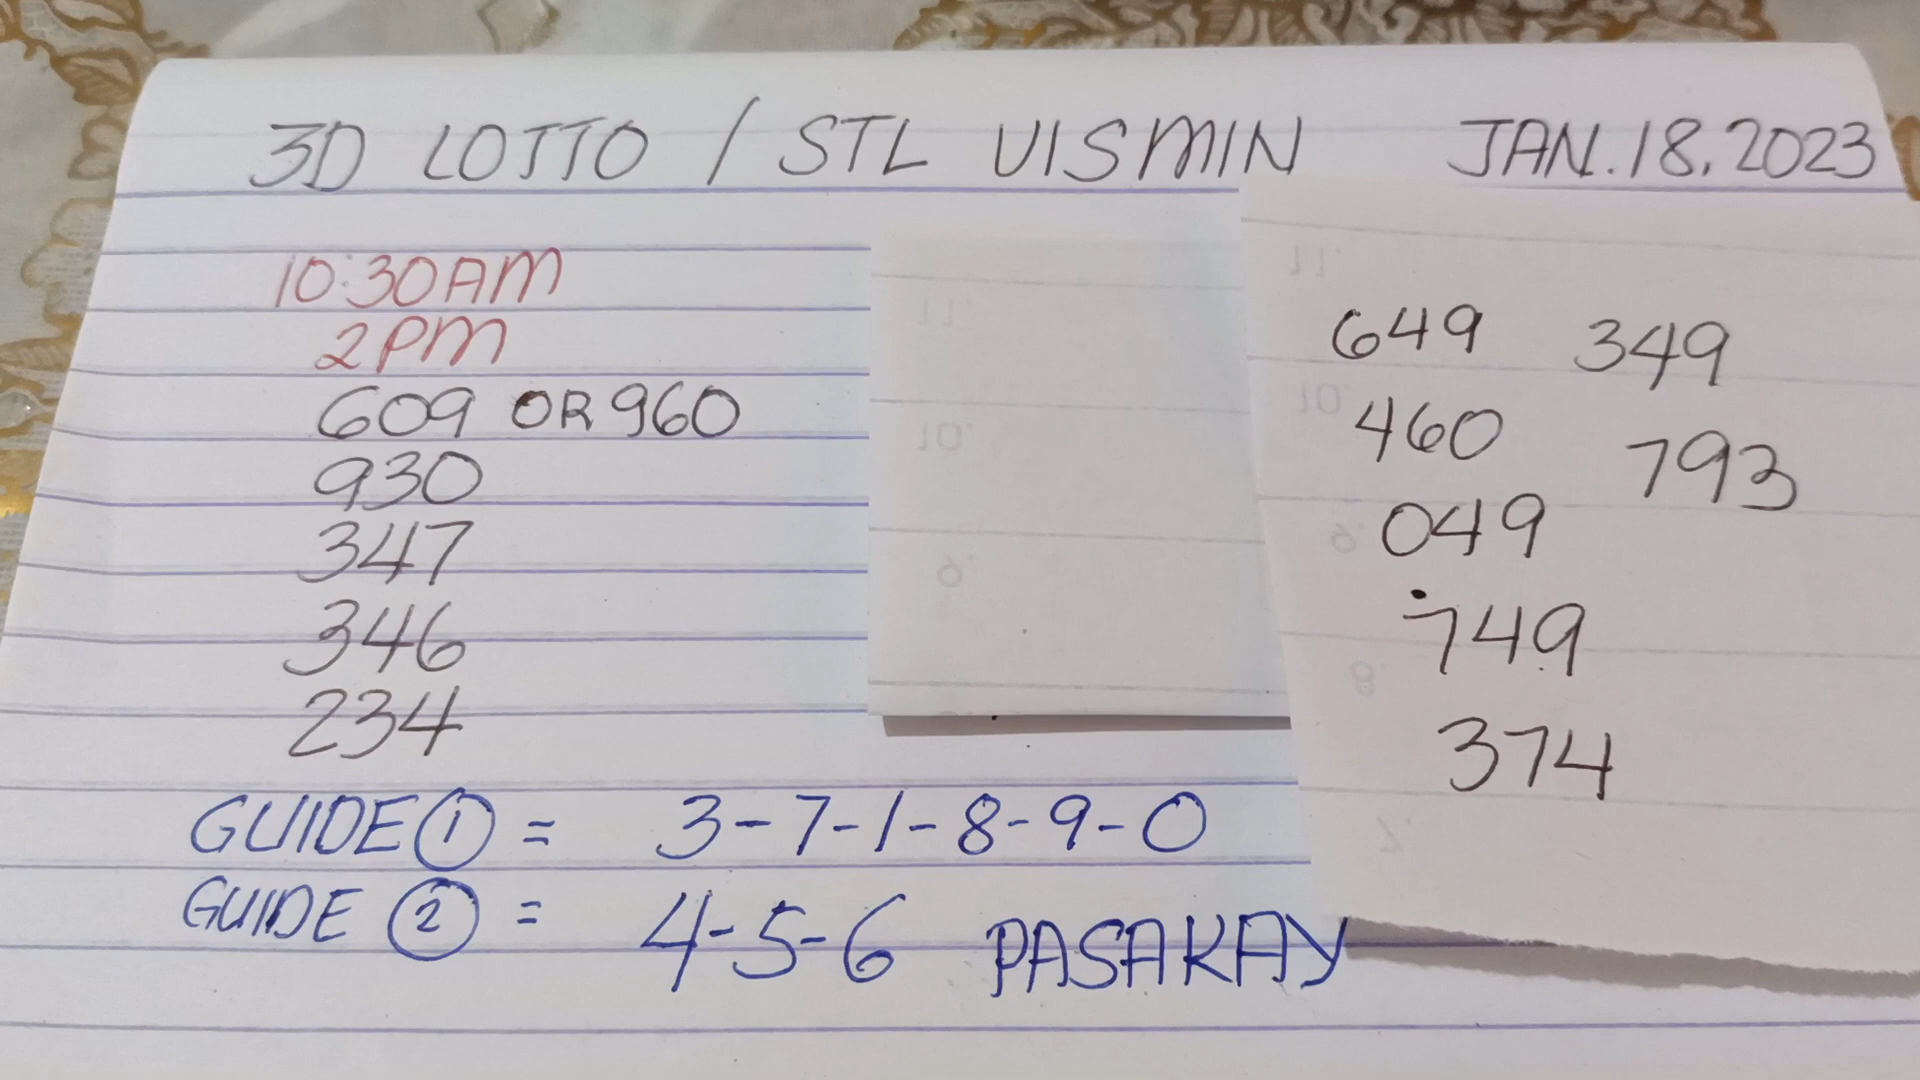 3D LOTTO / STL VISMIN JAN.18.2023
10:30AM
2PM
609 OR 960
930
347
346
234
649 349
460 793
049
749
374
GUIDE 1 = 3-7-1-8-9-0
GUIDE 2 = 4-5-6 PASAKAY